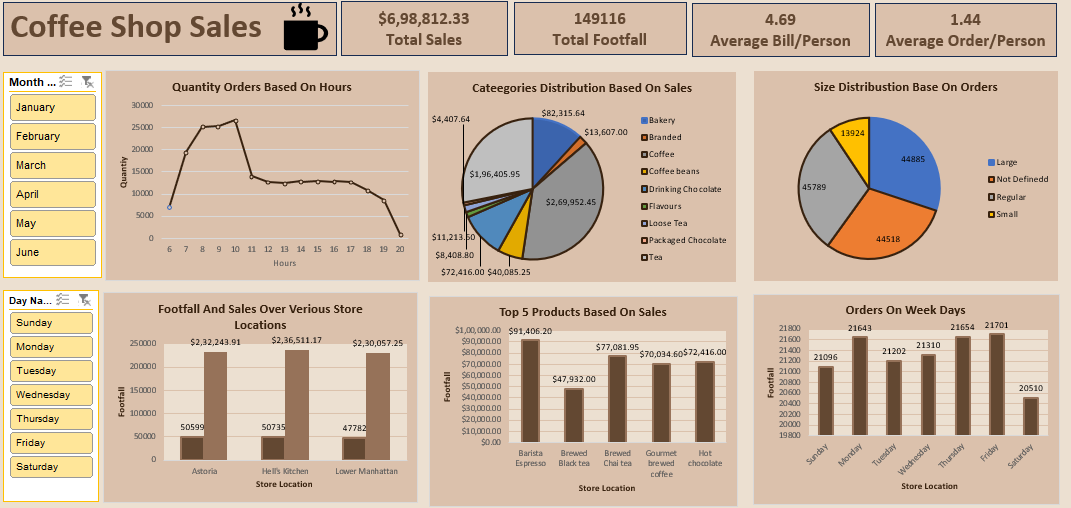 Coffee Shop Sales
$6,98,812.33
Total Sales
149116
Total Footfall
4.69
Average Bill/Person
1.44
Average Order/Person
Month ...
January
February
March
April
May
June
Quantity Orders Based On Hours
Quantiy
30000
25000
20000
15000
10000
5000
0
6 7 8 9 10 11 12 13 14 15 16 17 18 19 20
Hours
Cateegories Distribution Based On Sales
$4,407.64
$82,315.64
$13,607.00
$1,96,405.95
$2,69,952.45
$11,213.60
$8,408.80
$72,416.00
$40,085.25
Bakery
Branded
Coffee
Coffee beans
Drinking Chocolate
Flavours
Loose Tea
Packaged Chocolate
Tea
Size Distribustion Base On Orders
13924
44885
45789
44518
Large
Not Definedd
Regular
Small
Day Na...
Sunday
Monday
Tuesday
Wednesday
Thursday
Friday
Saturday
Footfall And Sales Over Verious Store
Locations
Footfall
250000
200000
150000
100000
50000
0
$2,32,243.91
$2,36,511.17
$2,30,057.25
50599
50735
47782
Astoria
Hell's Kitchen
Lower Manhattan
Store Location
Top 5 Products Based On Sales
Footfall
$1,00,000.00
$90,000.00
$80,000.00
$70,000.00
$60,000.00
$50,000.00
$40,000.00
$30,000.00
$20,000.00
$10,000.00
$0.00
$91,406.20
$47,932.00
$77,081.95
$70,034.60
$72,416.00
Barista
Espresso
Brewed
Black tea
Brewed
Chai tea
Gourmet
brewed
coffee
Hot
chocolate
Store Location
Orders On Week Days
Footfall
21800
21600
21400
21200
21000
20800
20600
20400
20200
20000
19800
21096
21643
21202
21310
21654
21701
20510
Sunday
Monday
Tuesday
Wednesday
Thursday
Friday
Saturday
Store Location